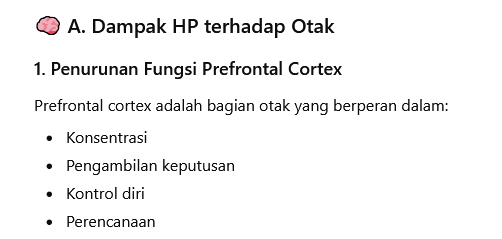 🧠 A. Dampak HP terhadap Otak
1. Penurunan Fungsi Prefrontal Cortex
Prefrontal cortex adalah bagian otak yang berperan dalam:
• Konsentrasi
• Pengambilan keputusan
• Kontrol diri
• Perencanaan